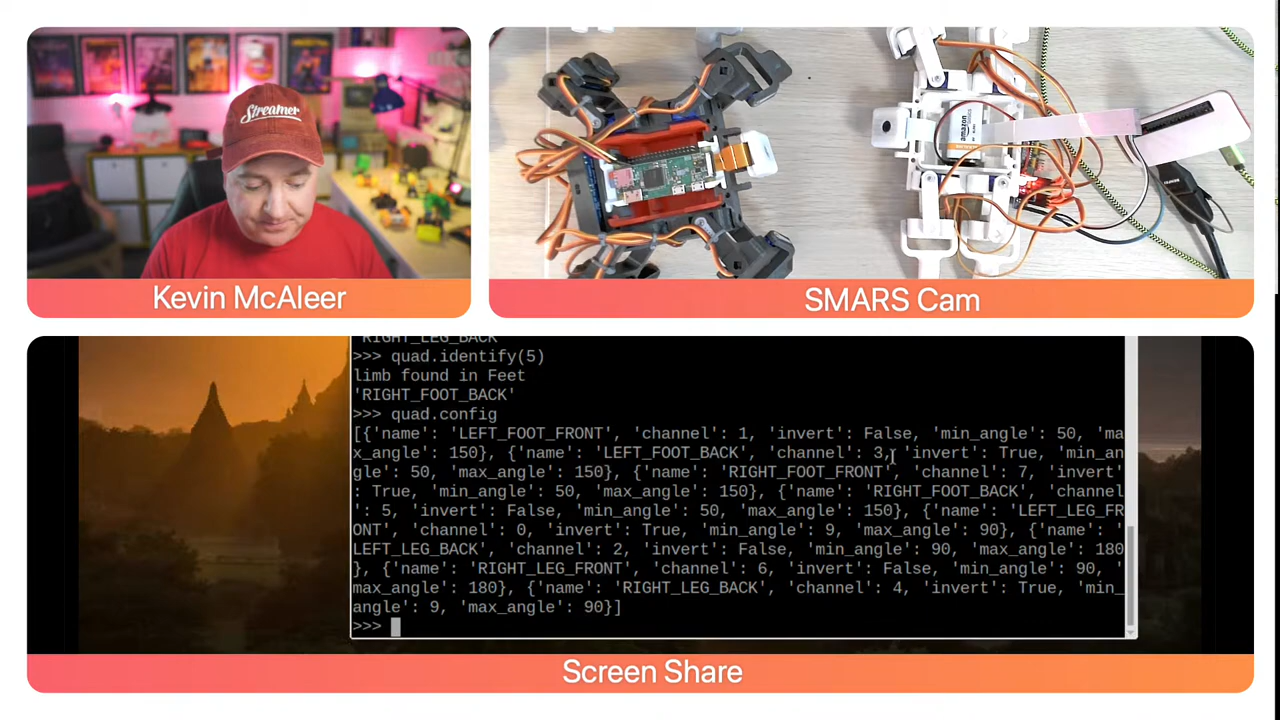 Streamer
amazon
Kevin McAleer
SMARS Cam
'RIGHT_LEG_BACK'
>>> quad.identify(5)
limb found in Feet
'RIGHT_FOOT_BACK'
>>> quad.config
[{'name': 'LEFT_FOOT_FRONT', 'channel': 1, 'invert': False, 'min_angle': 50, 'ma
x_angle': 150}, {'name': 'LEFT_FOOT_BACK', 'channel': 3, 'invert': True, 'min_an
gle': 50, 'max_angle': 150}, {'name': 'RIGHT_FOOT_FRONT', 'channel': 7, 'invert'
: True, 'min_angle': 50, 'max_angle': 150}, {'name': 'RIGHT_FOOT_BACK', 'channel
': 5, 'invert': False, 'min_angle': 50, 'max_angle': 150}, {'name': 'LEFT_LEG_FR
ONT', 'channel': 0, 'invert': True, 'min_angle': 9, 'max_angle': 90}, {'name': '
LEFT_LEG_BACK', 'channel': 2, 'invert': False, 'min_angle': 90, 'max_angle': 180
}, {'name': 'RIGHT_LEG_FRONT', 'channel': 6, 'invert': False, 'min_angle': 90, '
max_angle': 180}, {'name': 'RIGHT_LEG_BACK', 'channel': 4, 'invert': True, 'min_
angle': 9, 'max_angle': 90}]
>>>
Screen Share